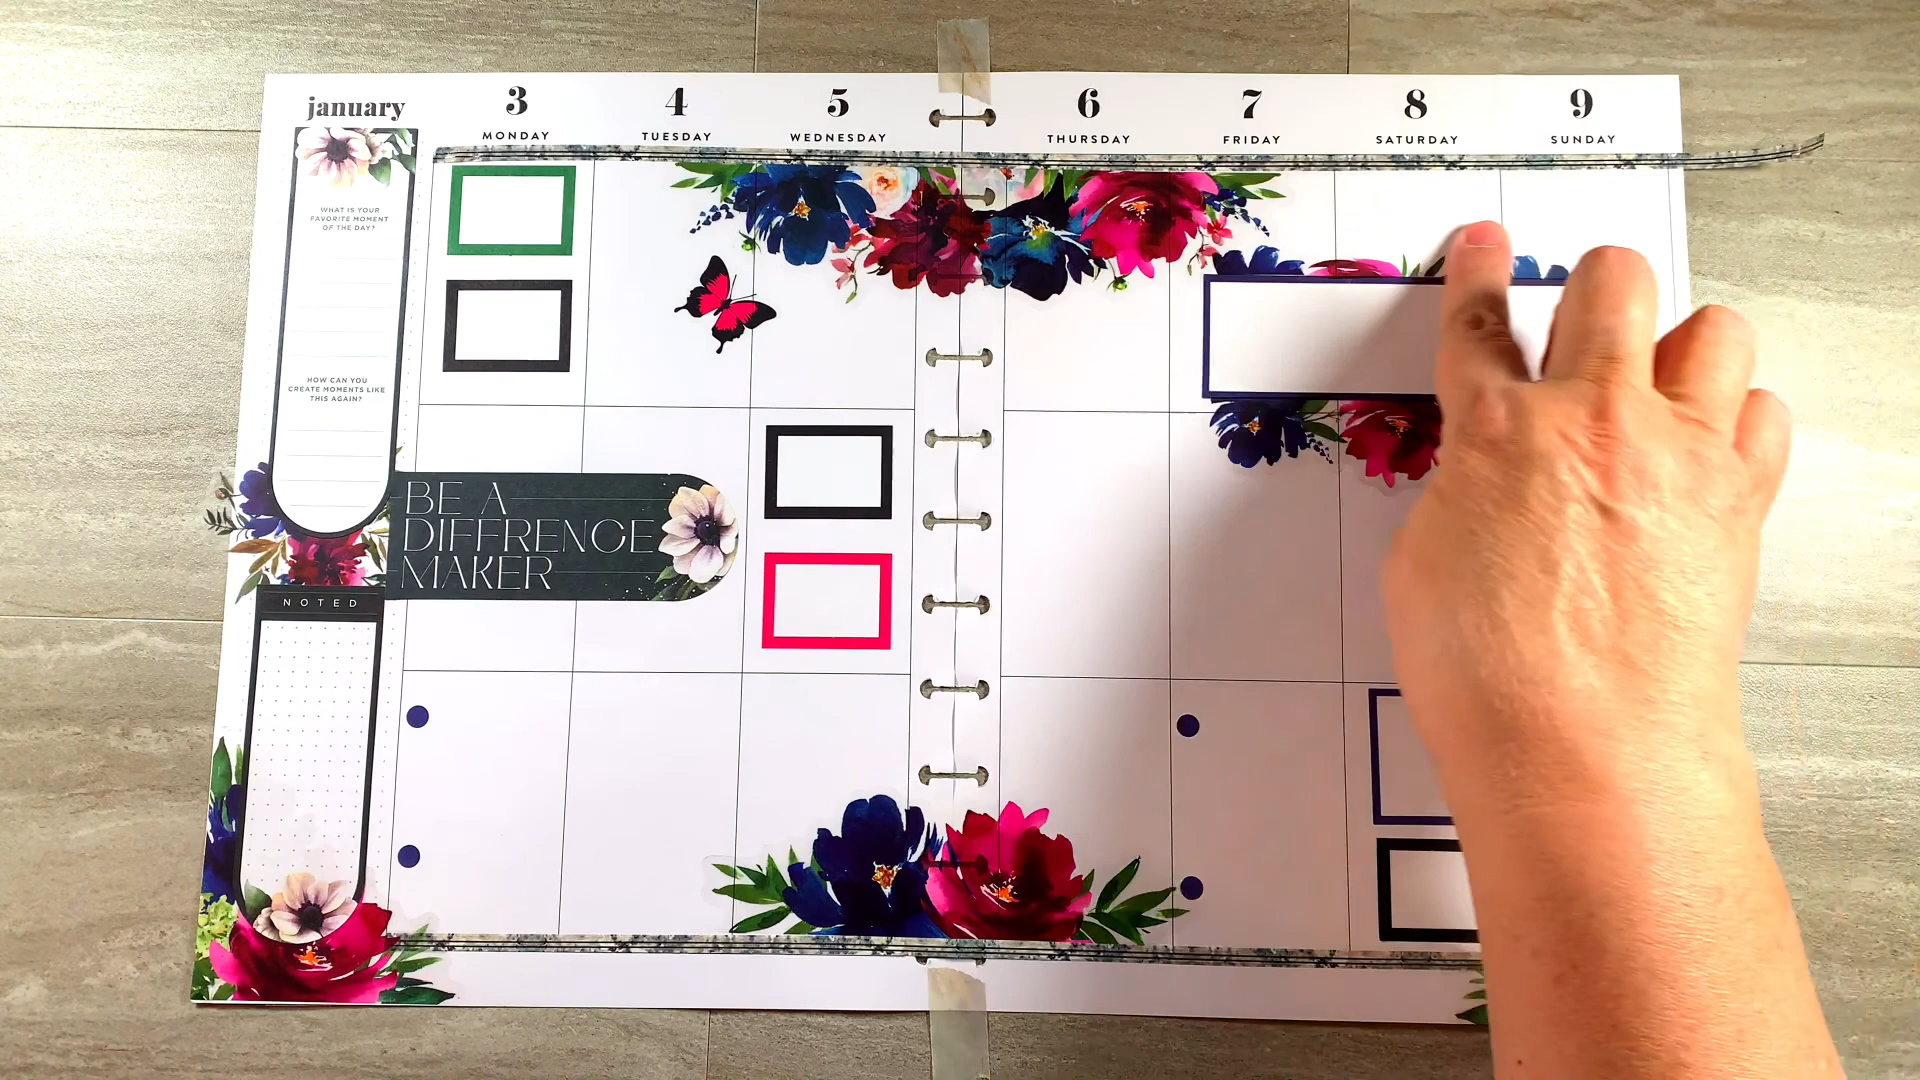 january
3
MONDAY
4
TUESDAY
5
WEDNESDAY
6
THURSDAY
7
FRIDAY
8
SATURDAY
9
SUNDAY
WHAT IS YOUR
FAVORITE MOMENT
OF THE DAY?
HOW CAN YOU
CREATE MOMENTS LIKE
THIS AGAIN?
BE A
DIFFRENCE
MAKER
NOTED